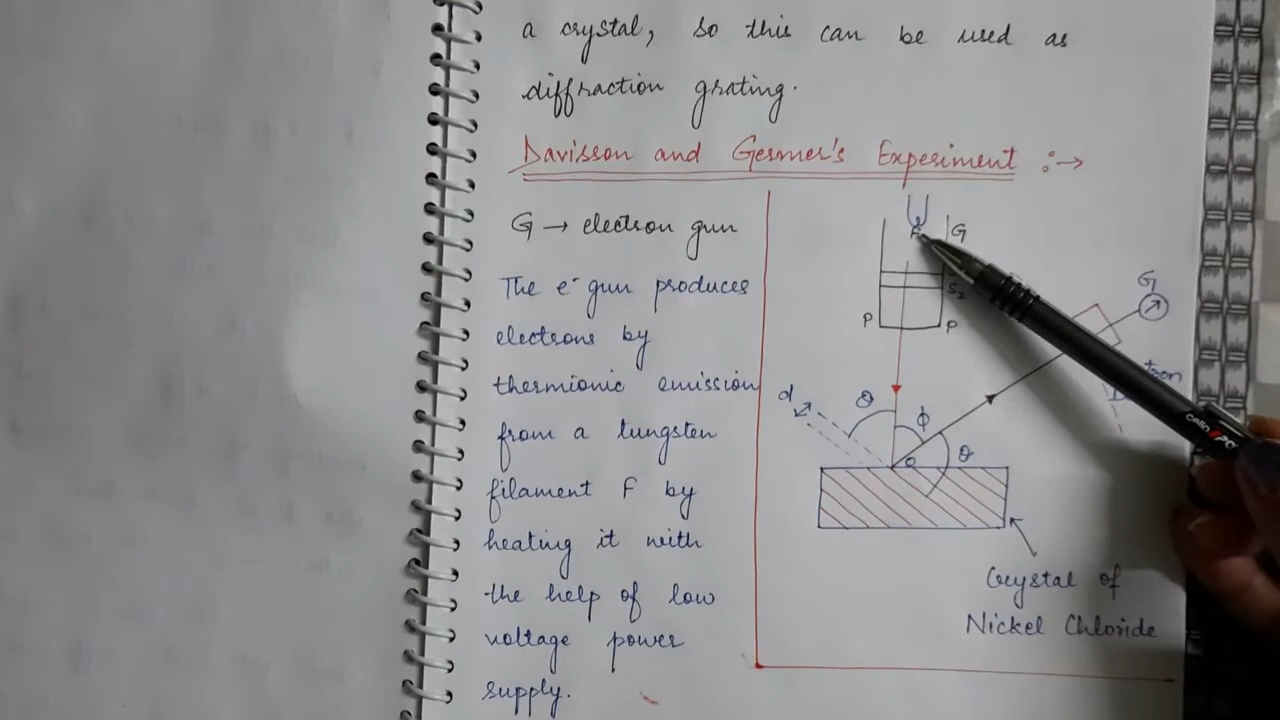 a crystal, so this can be used as
diffraction grating.
Davisson and Germer's Experiment :→
G → electron gun
The e⁻ gun produces
electrons by
thermionic emission
from a tungsten
filament F by
heating it with
the help of low
voltage power
supply.
F
G
S₂
P
P
G
d
θ
ϕ
θ
Crystal of
Nickel Chloride
cello